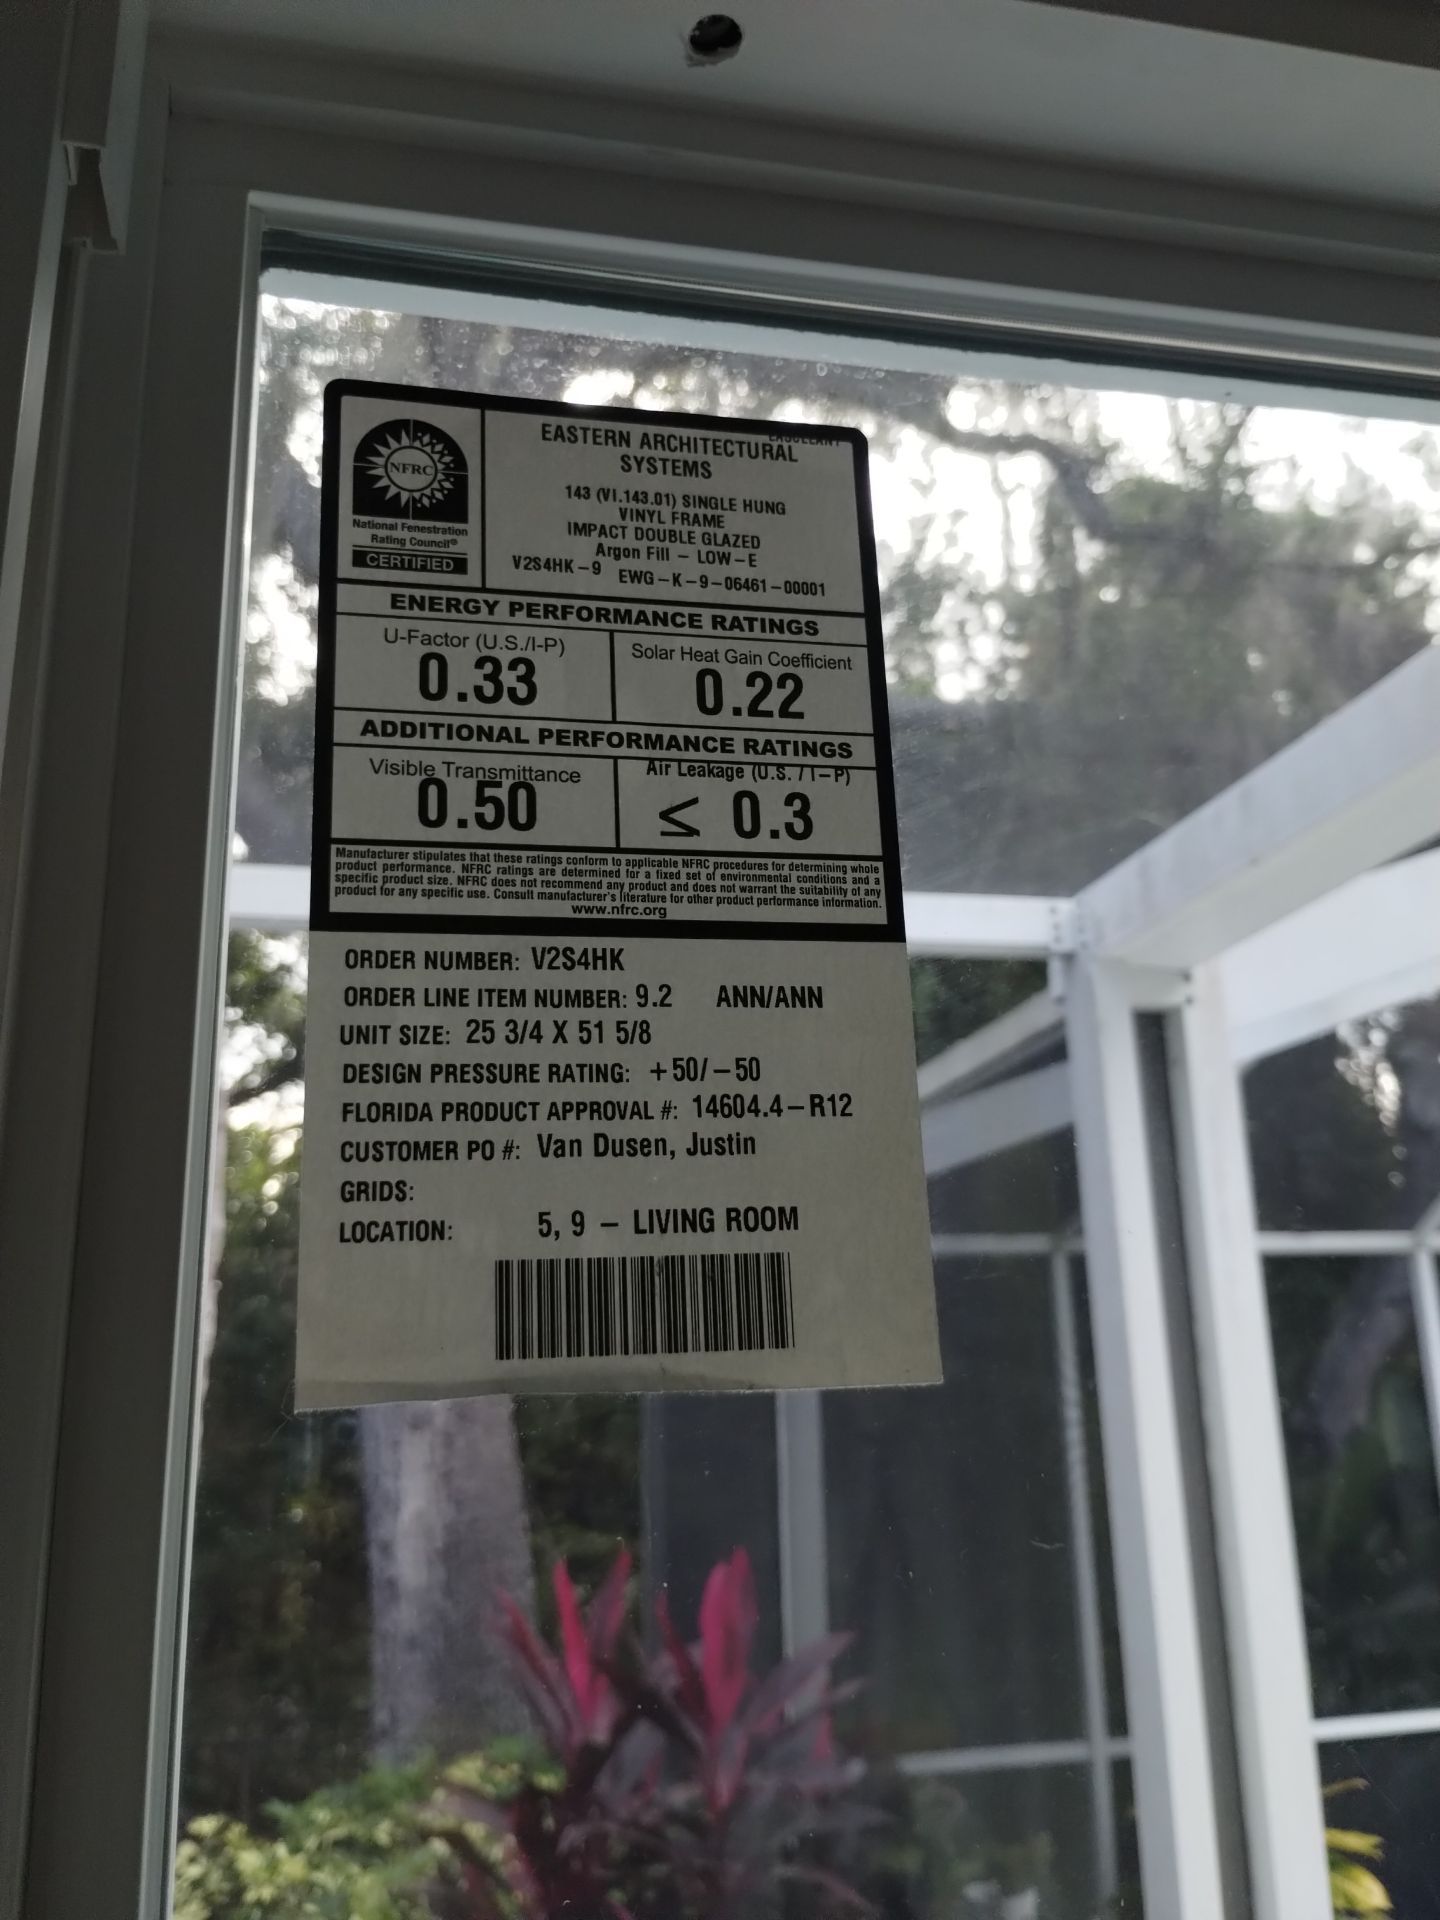 EASTERN ARCHITECTURAL
SYSTEMS
143 (VI.143.01) SINGLE HUNG
VINYL FRAME
IMPACT DOUBLE GLAZED
Argon Fill - LOW-E
V2S4HK-9 EWG-K-9-06461-00001
NFRC
National Fenestration
Rating Council®
CERTIFIED
ENERGY PERFORMANCE RATINGS
U-Factor (U.S./I-P)
0.33
Solar Heat Gain Coefficient
0.22
ADDITIONAL PERFORMANCE RATINGS
Visible Transmittance
0.50
Air Leakage (U.S./I-P)
≤ 0.3
Manufacturer stipulates that these ratings conform to applicable NFRC procedures for determining whole
product performance. NFRC ratings are determined for a fixed set of environmental conditions and a
specific product size. NFRC does not recommend any product and does not warrant the suitability of any
product for any specific use. Consult manufacturer's literature for other product performance information.
www.nfrc.org
ORDER NUMBER: V2S4HK
ORDER LINE ITEM NUMBER: 9.2 ANN/ANN
UNIT SIZE: 25 3/4 X 51 5/8
DESIGN PRESSURE RATING: +50/-50
FLORIDA PRODUCT APPROVAL #: 14604.4-R12
CUSTOMER PO #: Van Dusen, Justin
GRIDS:
LOCATION: 5, 9 - LIVING ROOM